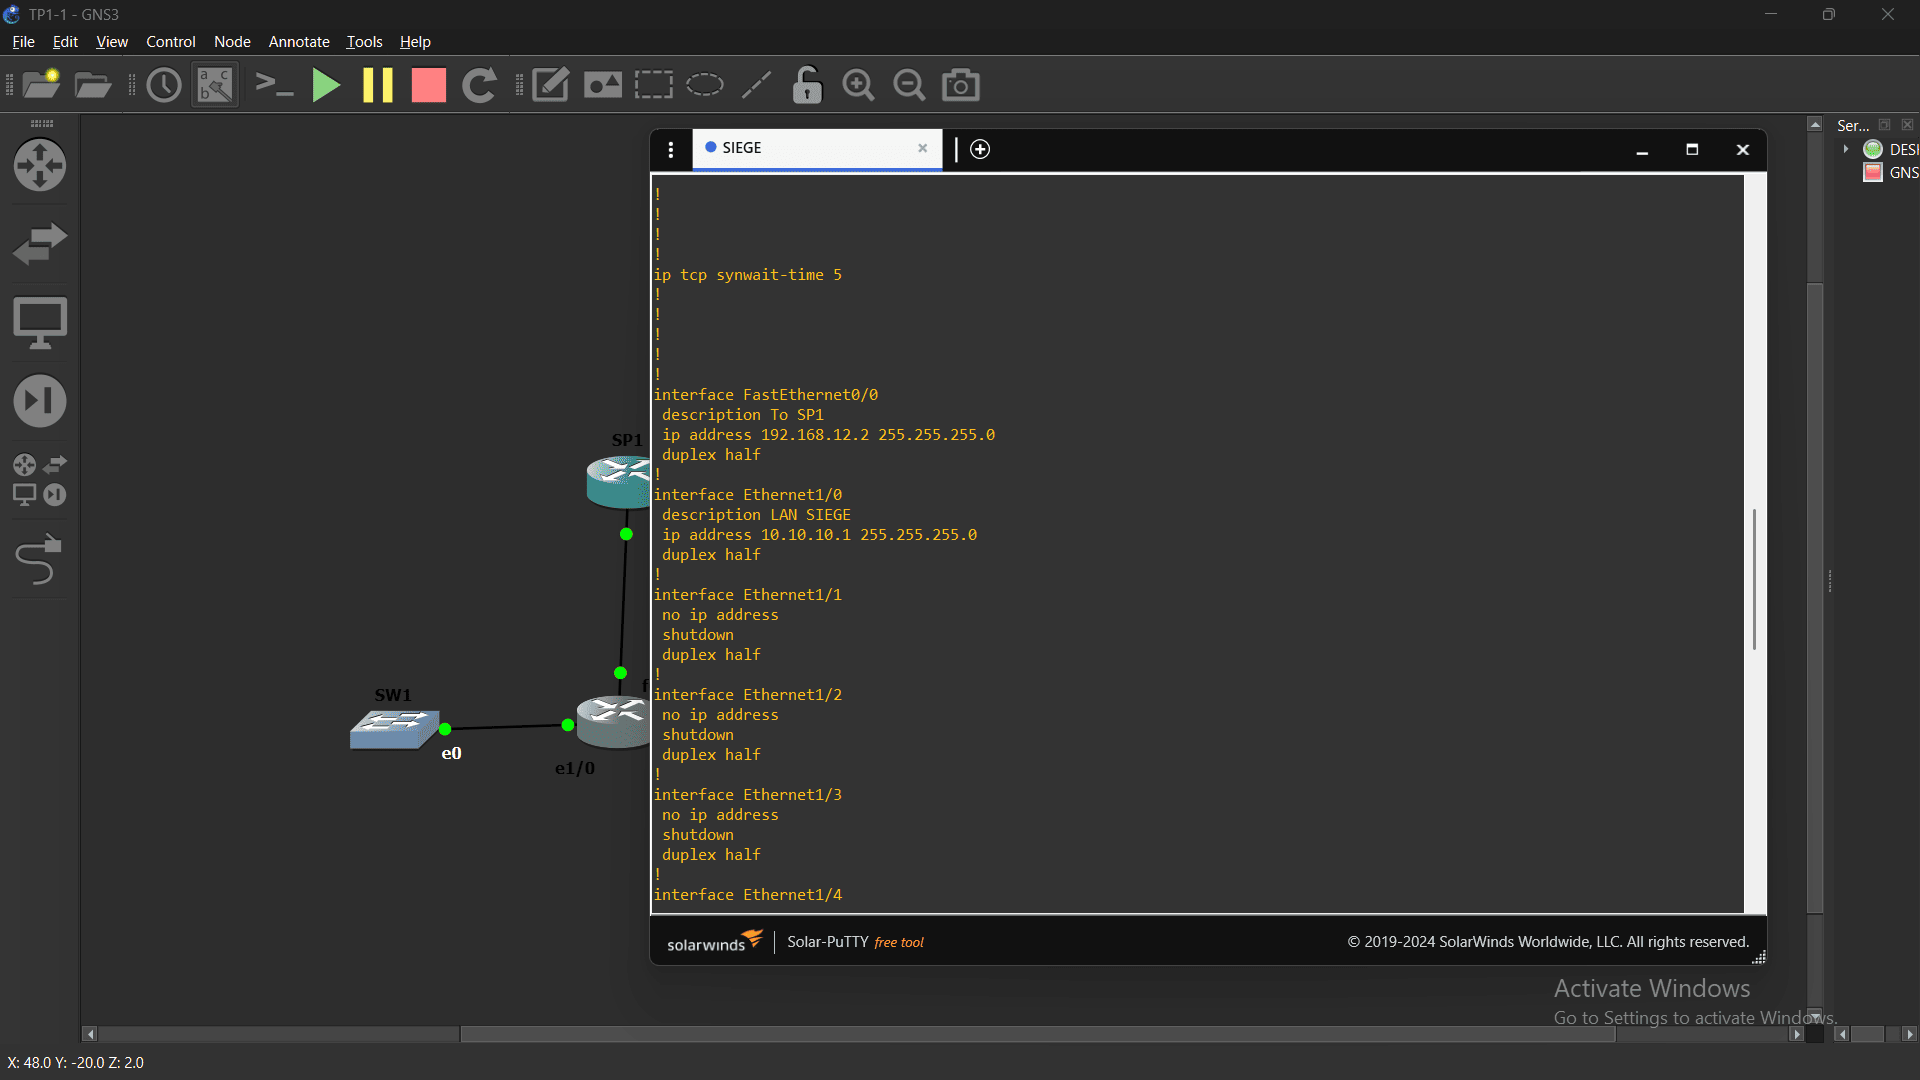 TP1-1 - GNS3
File Edit View Control Node Annotate Tools Help
SIEGE
Ser...
DESI
GNS
!
!
!
!
ip tcp synwait-time 5
!
!
!
!
!
interface FastEthernet0/0
description To SP1
ip address 192.168.12.2 255.255.255.0
duplex half
!
interface Ethernet1/0
description LAN SIEGE
ip address 10.10.10.1 255.255.255.0
duplex half
!
interface Ethernet1/1
no ip address
shutdown
duplex half
!
interface Ethernet1/2
no ip address
shutdown
duplex half
!
interface Ethernet1/3
no ip address
shutdown
duplex half
!
interface Ethernet1/4
SP1
SW1
e0
e1/0
f
solarwinds
Solar-PuTTY free tool
© 2019-2024 SolarWinds Worldwide, LLC. All rights reserved.
Activate Windows
Go to Settings to activate Windows.
X: 48.0 Y: -20.0 Z: 2.0